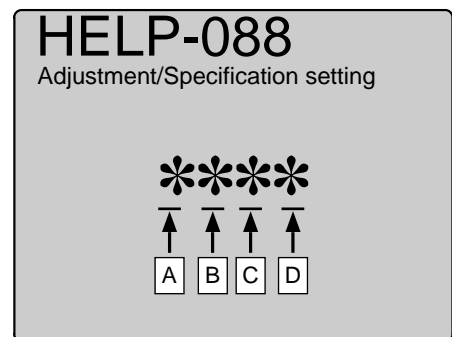 HELP-088
Adjustment/Specification setting
****
A B C D